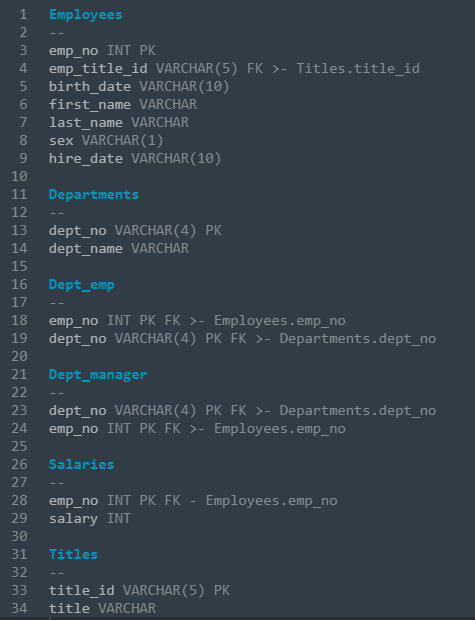 1 Employees
2 --
3 emp_no INT PK
4 emp_title_id VARCHAR(5) FK >- Titles.title_id
5 birth_date VARCHAR(10)
6 first_name VARCHAR
7 last_name VARCHAR
8 sex VARCHAR(1)
9 hire_date VARCHAR(10)
10
11 Departments
12 --
13 dept_no VARCHAR(4) PK
14 dept_name VARCHAR
15
16 Dept_emp
17 --
18 emp_no INT PK FK >- Employees.emp_no
19 dept_no VARCHAR(4) PK FK >- Departments.dept_no
20
21 Dept_manager
22 --
23 dept_no VARCHAR(4) PK FK >- Departments.dept_no
24 emp_no INT PK FK >- Employees.emp_no
25
26 Salaries
27 --
28 emp_no INT PK FK - Employees.emp_no
29 salary INT
30
31 Titles
32 --
33 title_id VARCHAR(5) PK
34 title VARCHAR